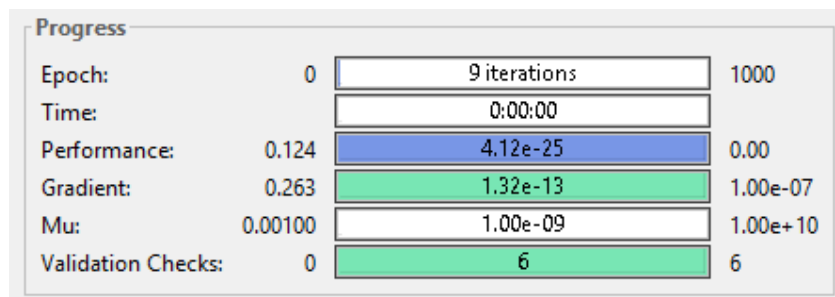 Progress
Epoch: 0 9 iterations 1000
Time: 0:00:00
Performance: 0.124 4.12e-25 0.00
Gradient: 0.263 1.32e-13 1.00e-07
Mu: 0.00100 1.00e-09 1.00e+10
Validation Checks: 0 6 6